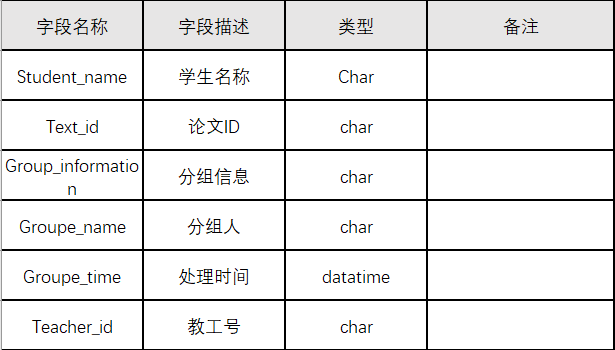 字段名称 字段描述 类型 备注
Student_name 学生名称 Char
Text_id 论文ID char
Group_informatio
n 分组信息 char
Groupe_name 分组人 char
Groupe_time 处理时间 datatime
Teacher_id 教工号 char